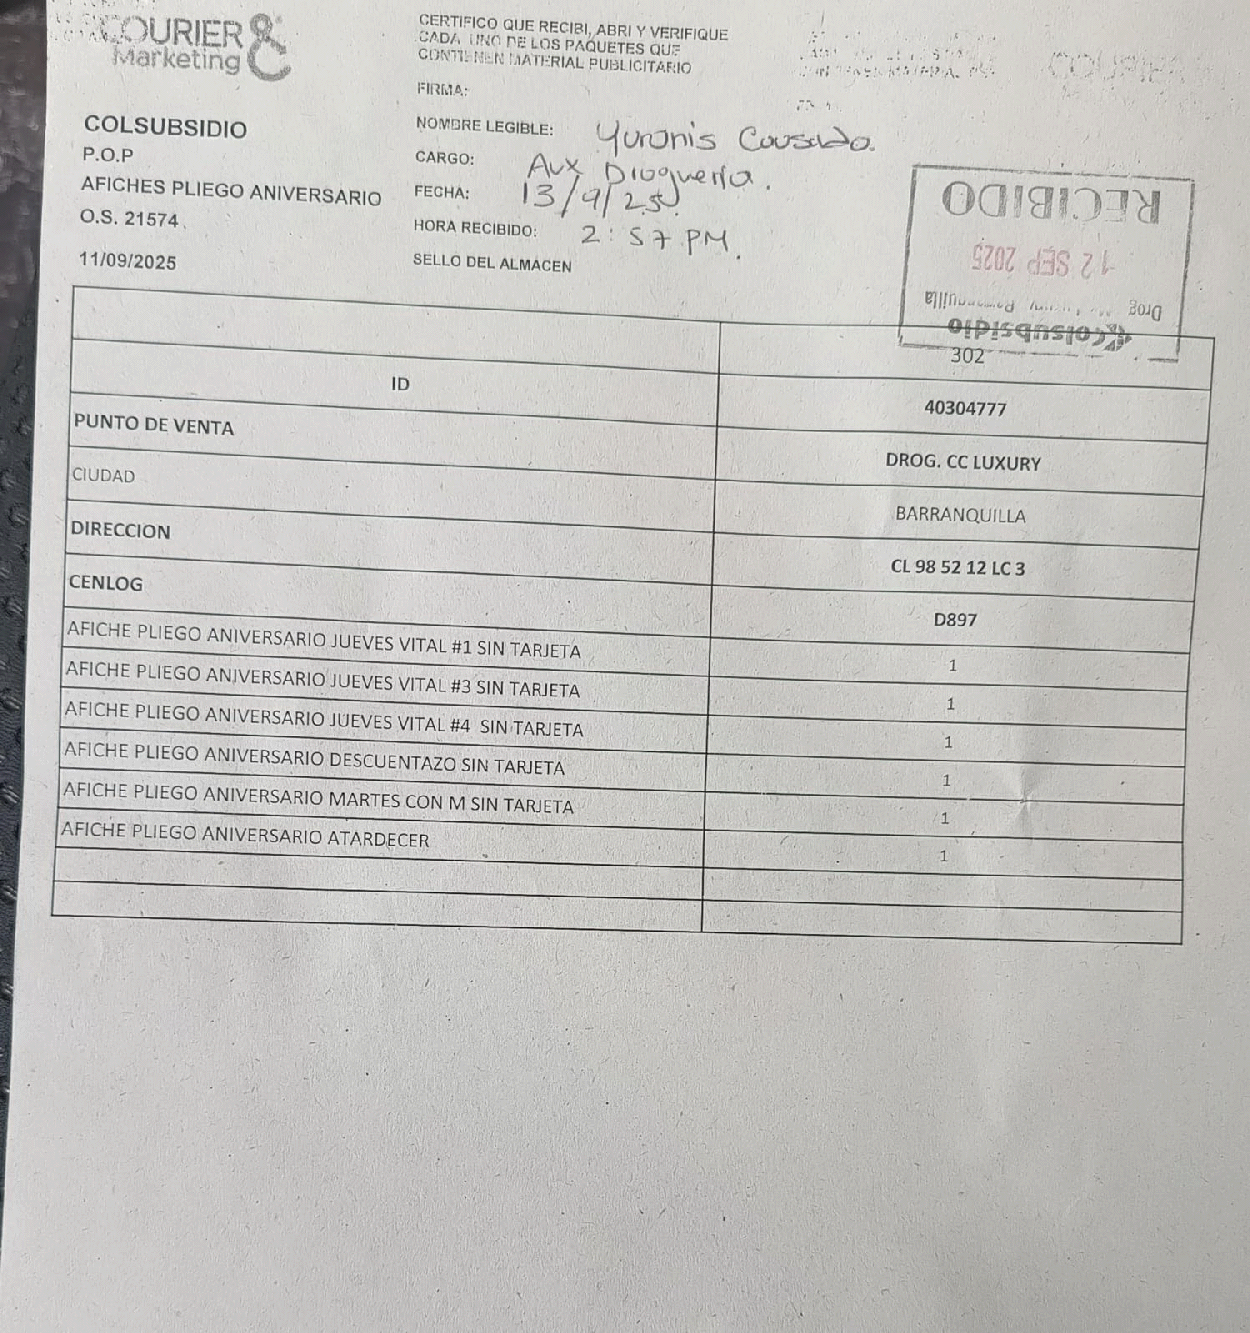 COURIER &
Marketing
CERTIFICO QUE RECIBI, ABRI Y VERIFIQUE
CADA UNO DE LOS PAQUETES QUE
CONTIENEN MATERIAL PUBLICITARIO
FIRMA:
NOMBRE LEGIBLE: Yuranis Causado.
CARGO: Aux Drogueria.
FECHA: 13/9/25
HORA RECIBIDO: 2:57 PM.
SELLO DEL ALMACEN
COLSUBSIDIO
P.O.P
AFICHES PLIEGO ANIVERSARIO
O.S. 21574
11/09/2025
COURIER
RECIBIDO
12 SEP 2025
Drog Barranquilla
Colsubsidio
302
ID 40304777
PUNTO DE VENTA DROG. CC LUXURY
CIUDAD BARRANQUILLA
DIRECCION CL 98 52 12 LC 3
CENLOG D897
AFICHE PLIEGO ANIVERSARIO JUEVES VITAL #1 SIN TARJETA 1
AFICHE PLIEGO ANIVERSARIO JUEVES VITAL #3 SIN TARJETA 1
AFICHE PLIEGO ANIVERSARIO JUEVES VITAL #4 SIN TARJETA 1
AFICHE PLIEGO ANIVERSARIO DESCUENTAZO SIN TARJETA 1
AFICHE PLIEGO ANIVERSARIO MARTES CON M SIN TARJETA 1
AFICHE PLIEGO ANIVERSARIO ATARDECER 1